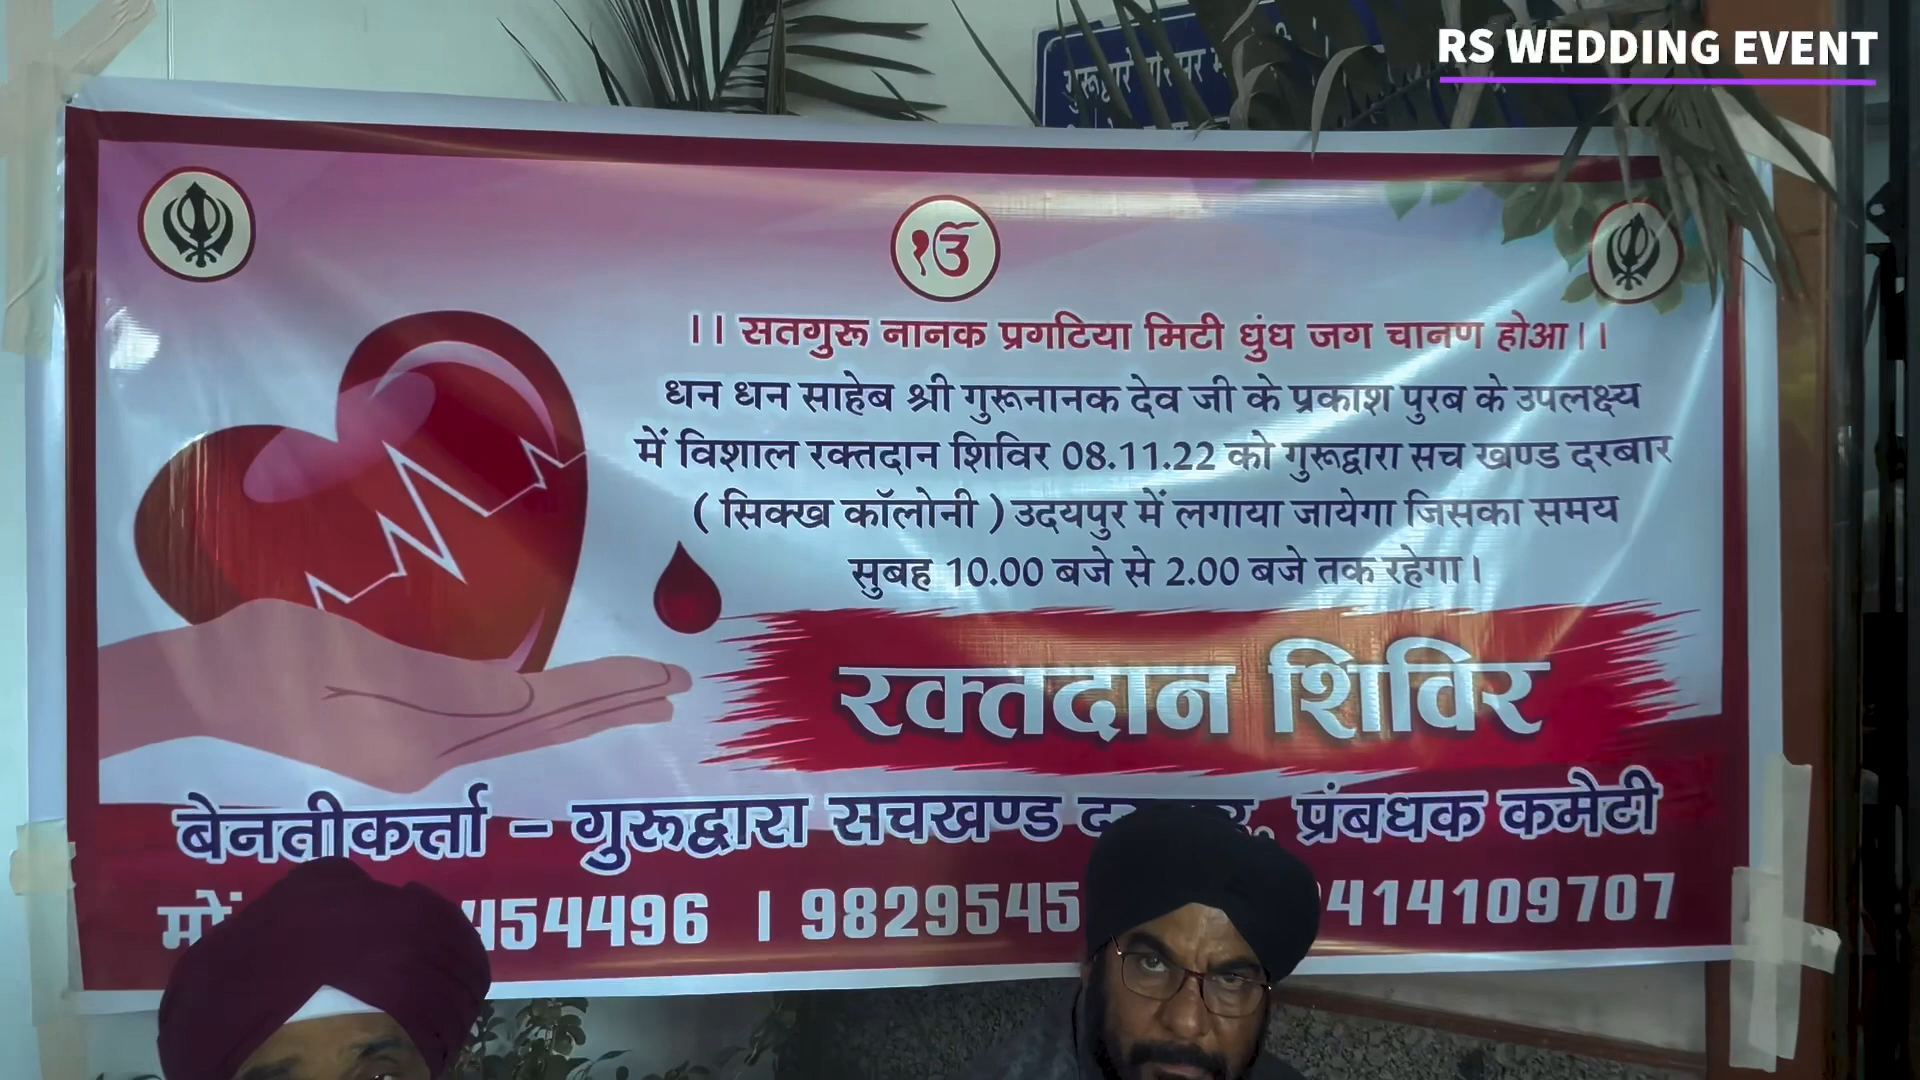 RS WEDDING EVENT
गुरूद्वारे
ੴ
।। सतगुरू नानक प्रगटिया मिटी धुंध जग चानण होआ।।
धन धन साहेब श्री गुरूनानक देव जी के प्रकाश पुरब के उपलक्ष्य
में विशाल रक्तदान शिविर 08.11.22 को गुरूद्वारा सच खण्ड दरबार
( सिक्ख कॉलोनी ) उदयपुर में लगाया जायेगा जिसका समय
सुबह 10.00 बजे से 2.00 बजे तक रहेगा।
रक्तदान शिविर
बेनतीकर्त्ता – गुरूद्वारा सचखण्ड प्रंबधक कमेटी
454496 | 9829545 414109707